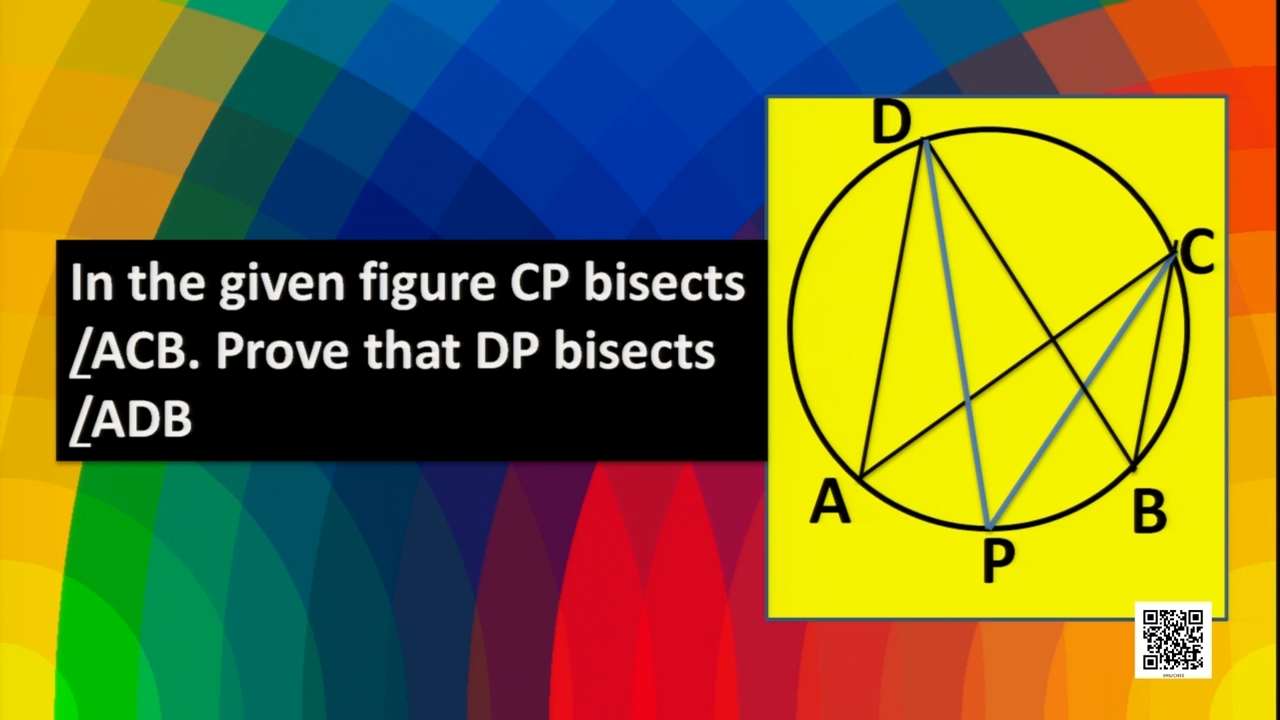 D
C
In the given figure CP bisects
∠ACB. Prove that DP bisects
∠ADB
A
B
P